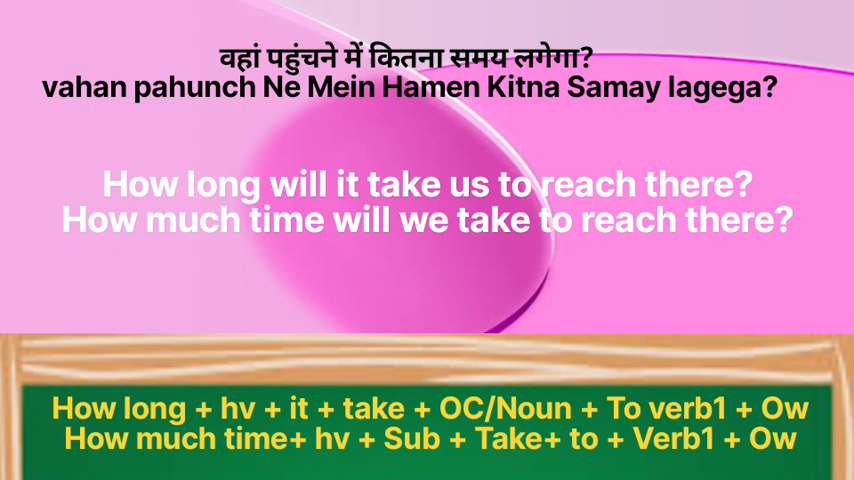 वहां पहुंचने में कितना समय लगेगा?
vahan pahunch Ne Mein Hamen Kitna Samay lagega?
How long will it take us to reach there?
How much time will we take to reach there?
How long + hv + it + take + OC/Noun + To verb1 + Ow
How much time+ hv + Sub + Take+ to + Verb1 + Ow